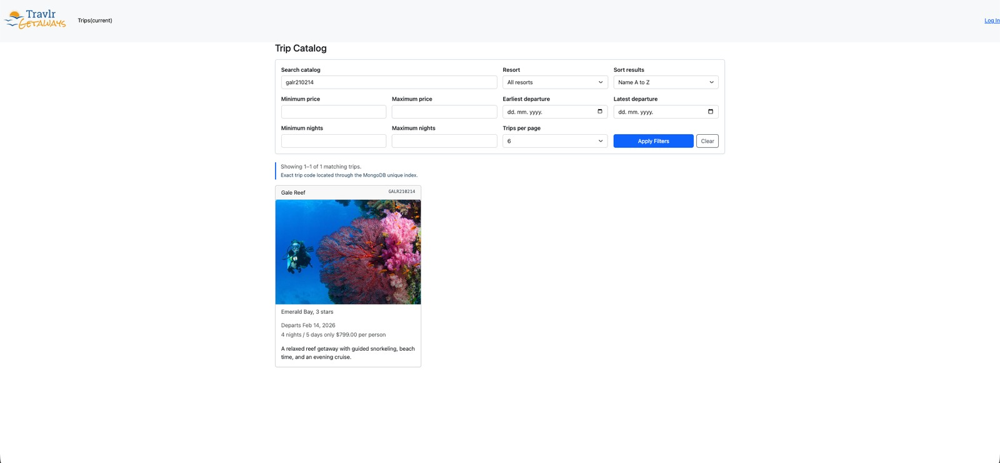 Travlr
GETAWAYS
Trips(current)
Log In
Trip Catalog
Search catalog
Resort
Sort results
galr210214
All resorts
Name A to Z
Minimum price
Maximum price
Earliest departure
Latest departure
dd. mm. yyyy.
dd. mm. yyyy.
Minimum nights
Maximum nights
Trips per page
6
Apply Filters
Clear
Showing 1–1 of 1 matching trips.
Exact trip code located through the MongoDB unique index.
Gale Reef
GALR210214
Emerald Bay, 3 stars
Departs Feb 14, 2026
4 nights / 5 days only $799.00 per person
A relaxed reef getaway with guided snorkeling, beach
time, and an evening cruise.